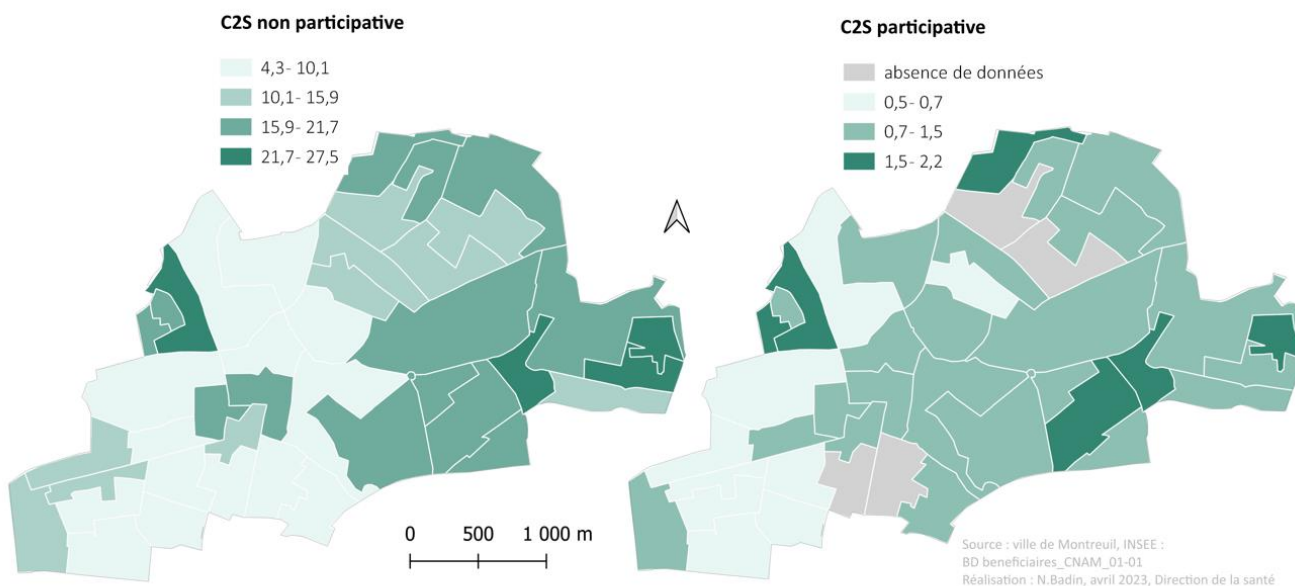 C2S non participative
4,3- 10,1
10,1- 15,9
15,9- 21,7
21,7- 27,5
C2S participative
absence de données
0,5- 0,7
0,7- 1,5
1,5- 2,2
0 500 1 000 m
Source : ville de Montreuil, INSEE :
BD beneficiaires_CNAM_01-01
Réalisation : N.Badin, avril 2023, Direction de la santé